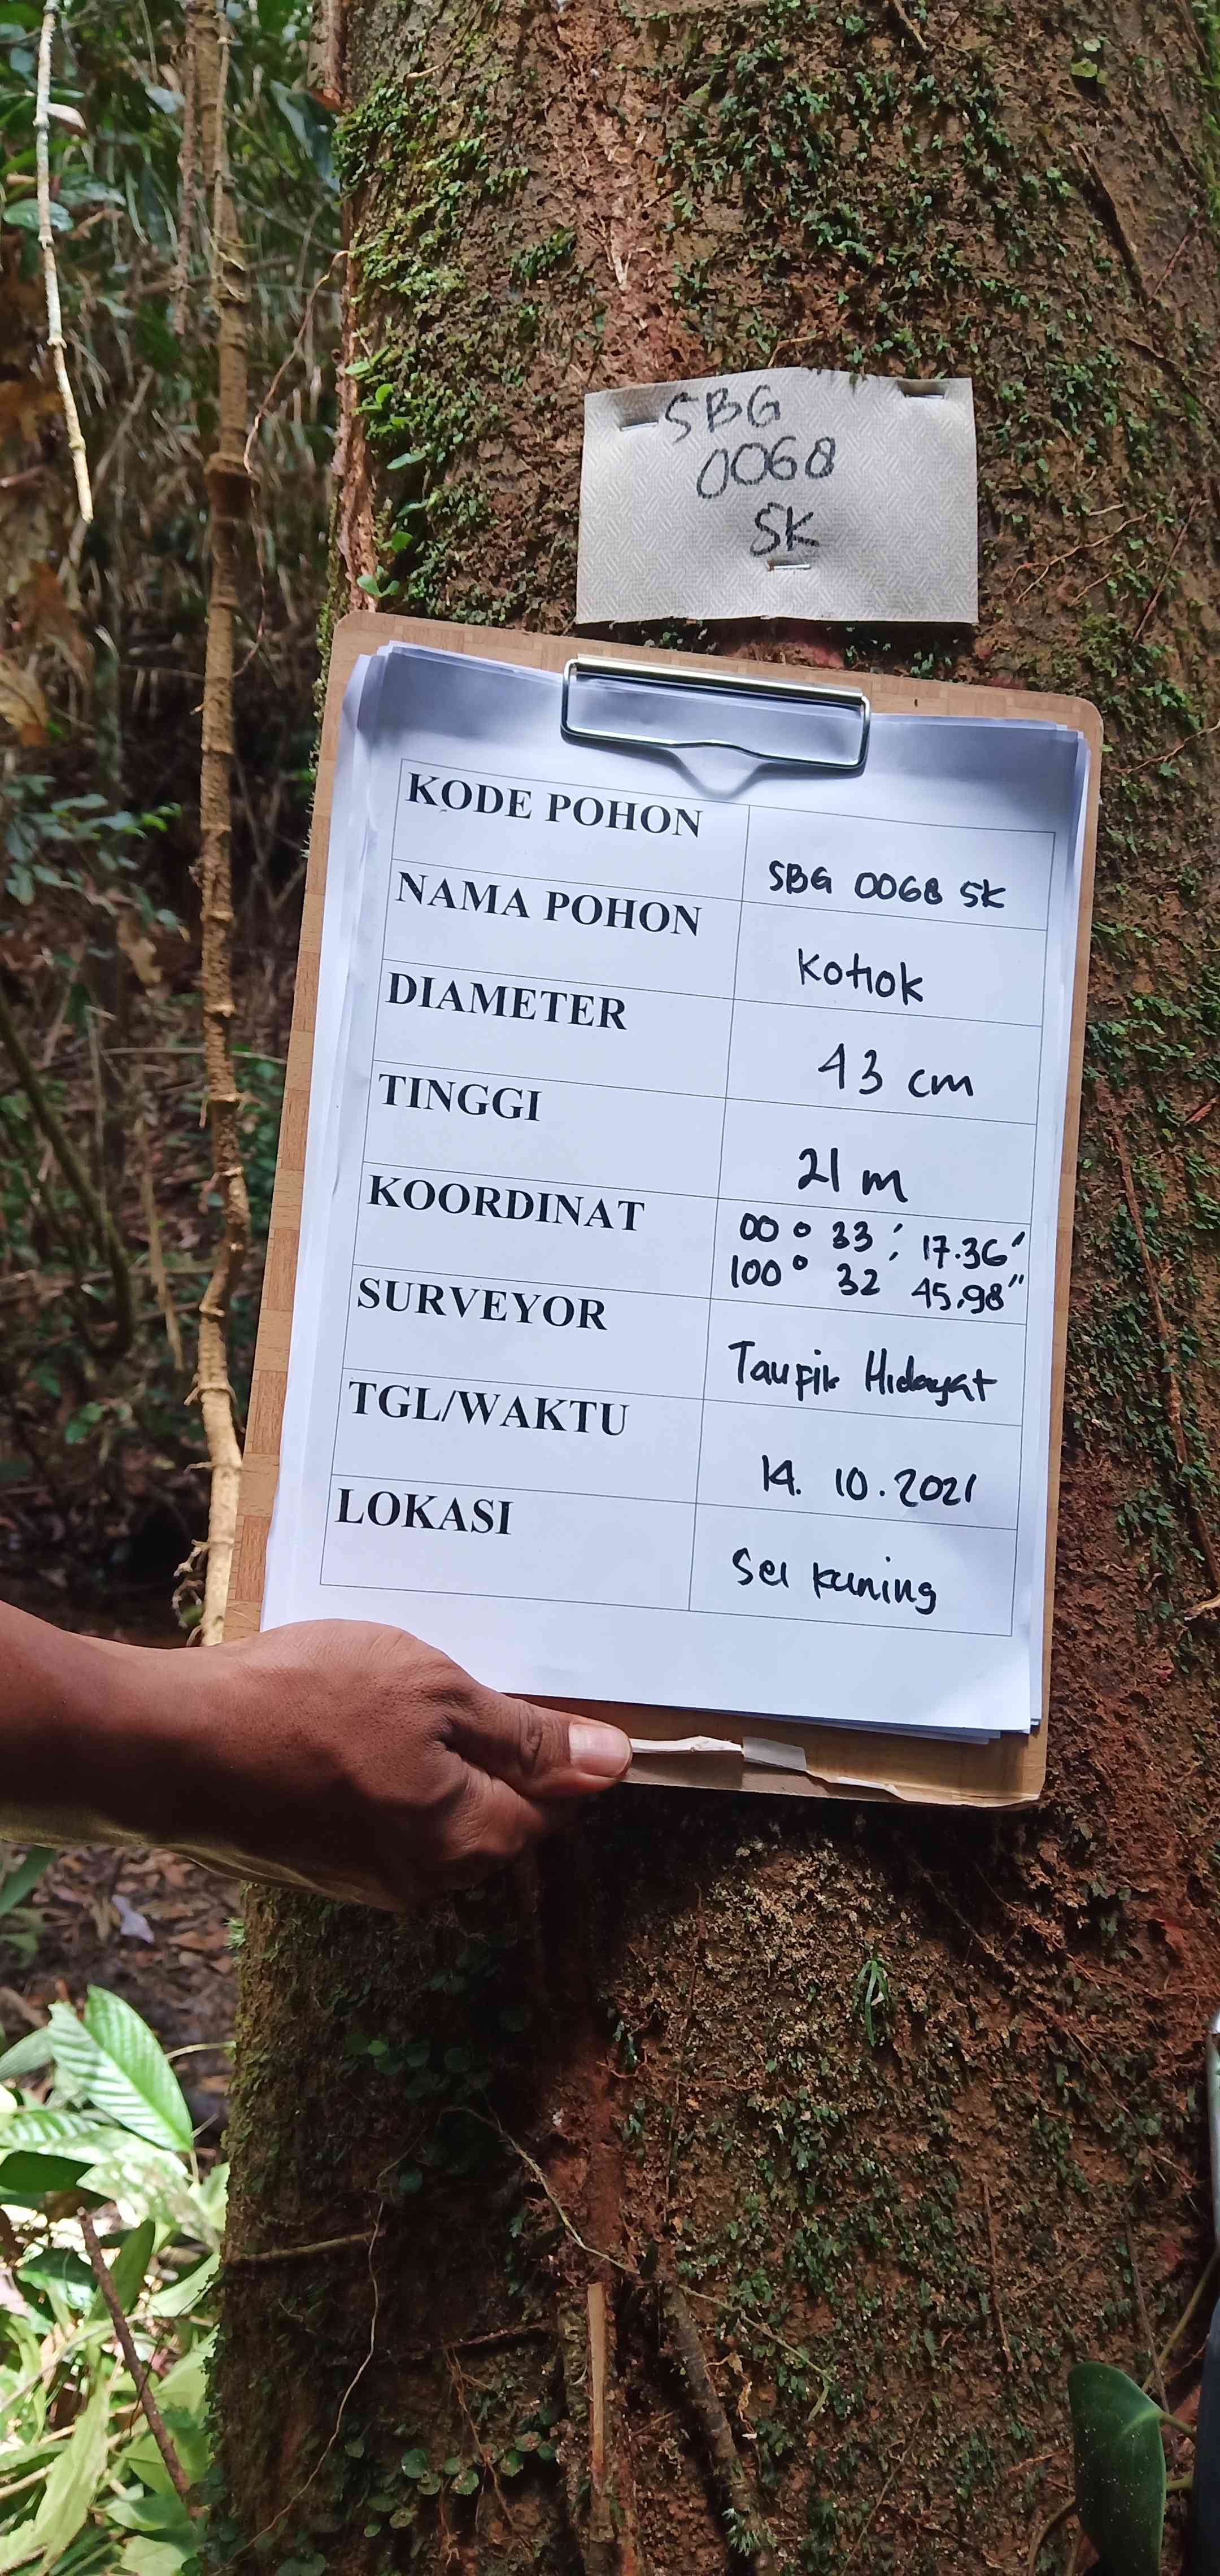 SBG
0068
SK
KODE POHON SBG 0068 SK
NAMA POHON Kotiok
DIAMETER 43 cm
TINGGI 21 m
KOORDINAT 00° 33' 17.36"
100° 32 45.98"
SURVEYOR Taupik Hidayat
TGL/WAKTU 14. 10. 2021
LOKASI Sei kuning